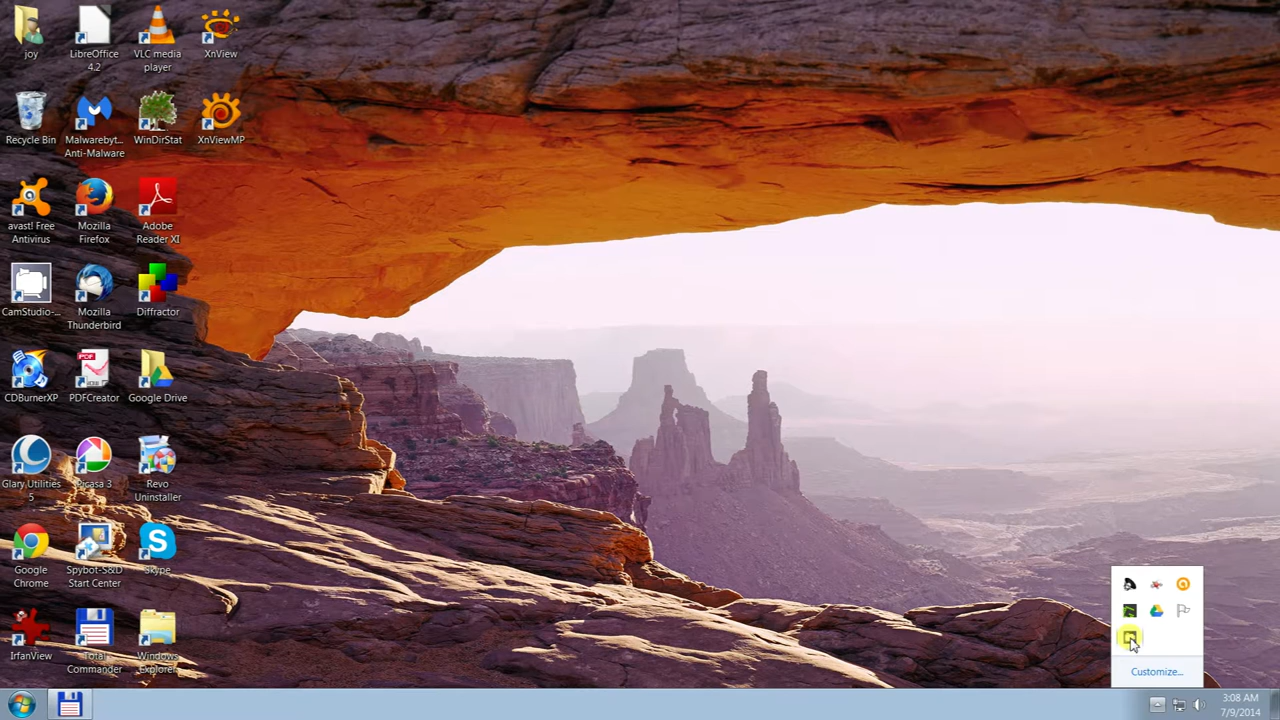 joy
LibreOffice
4.2
VLC media
player
XnView
Recycle Bin
Malwareby...
Anti-Malware
WinDirStat
XnViewMP
avast! Free
Antivirus
Mozilla
Firefox
Adobe
Reader XI
CamStudio-...
Mozilla
Thunderbird
Diffractor
CDBurnerXP
PDF
PDFCreator
Google Drive
Glary Utilities
5
Picasa 3
Revo
Uninstaller
Google
Chrome
Spybot-S&D
Start Center
Skype
IrfanView
Total
Commander
Windows
Explorer
Customize...
3:08 AM
7/9/2014